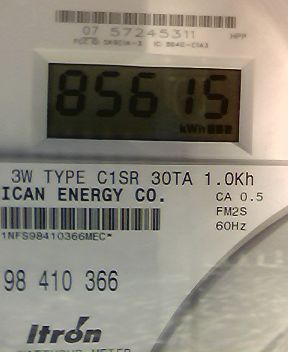 07 57245311 HPP
85615
kWh
3W TYPE C1SR 30TA 1.0Kh
ICAN ENERGY CO. CA 0.5
FM2S
60Hz
1NFS98410366MEC*
98 410 366
Itron